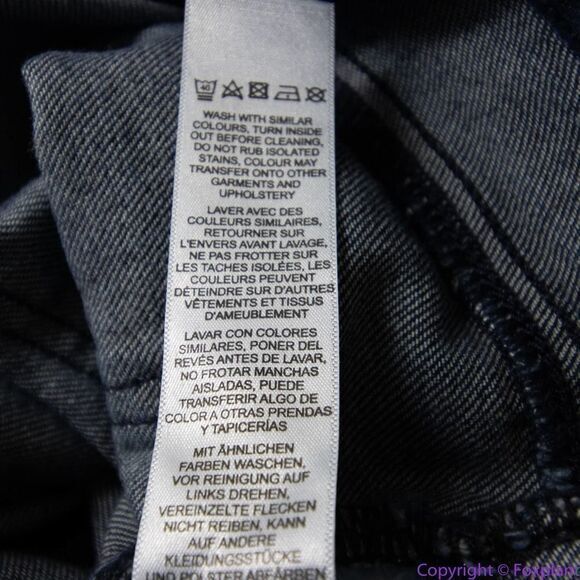 40
WASH WITH SIMILAR
COLOURS, TURN INSIDE
OUT BEFORE CLEANING,
DO NOT RUB ISOLATED
STAINS, COLOUR MAY
TRANSFER ONTO OTHER
GARMENTS AND
UPHOLSTERY
LAVER AVEC DES
COULEURS SIMILAIRES,
RETOURNER SUR
L'ENVERS AVANT LAVAGE,
NE PAS FROTTER SUR
LES TACHES ISOLÉES, LES
COULEURS PEUVENT
DÉTEINDRE SUR D'AUTRES
VÊTEMENTS ET TISSUS
D'AMEUBLEMENT
LAVAR CON COLORES
SIMILARES, PONER DEL
REVÉS ANTES DE LAVAR,
NO FROTAR MANCHAS
AISLADAS, PUEDE
TRANSFERIR ALGO DE
COLOR A OTRAS PRENDAS
Y TAPICERÍAS
MIT ÄHNLICHEN
FARBEN WASCHEN,
VOR REINIGUNG AUF
LINKS DREHEN,
VEREINZELTE FLECKEN
NICHT REIBEN, KANN
AUF ANDERE
KLEIDUNGSSTÜCKE
UND POLSTER ABFÄRBEN
Copyright © Foxplan